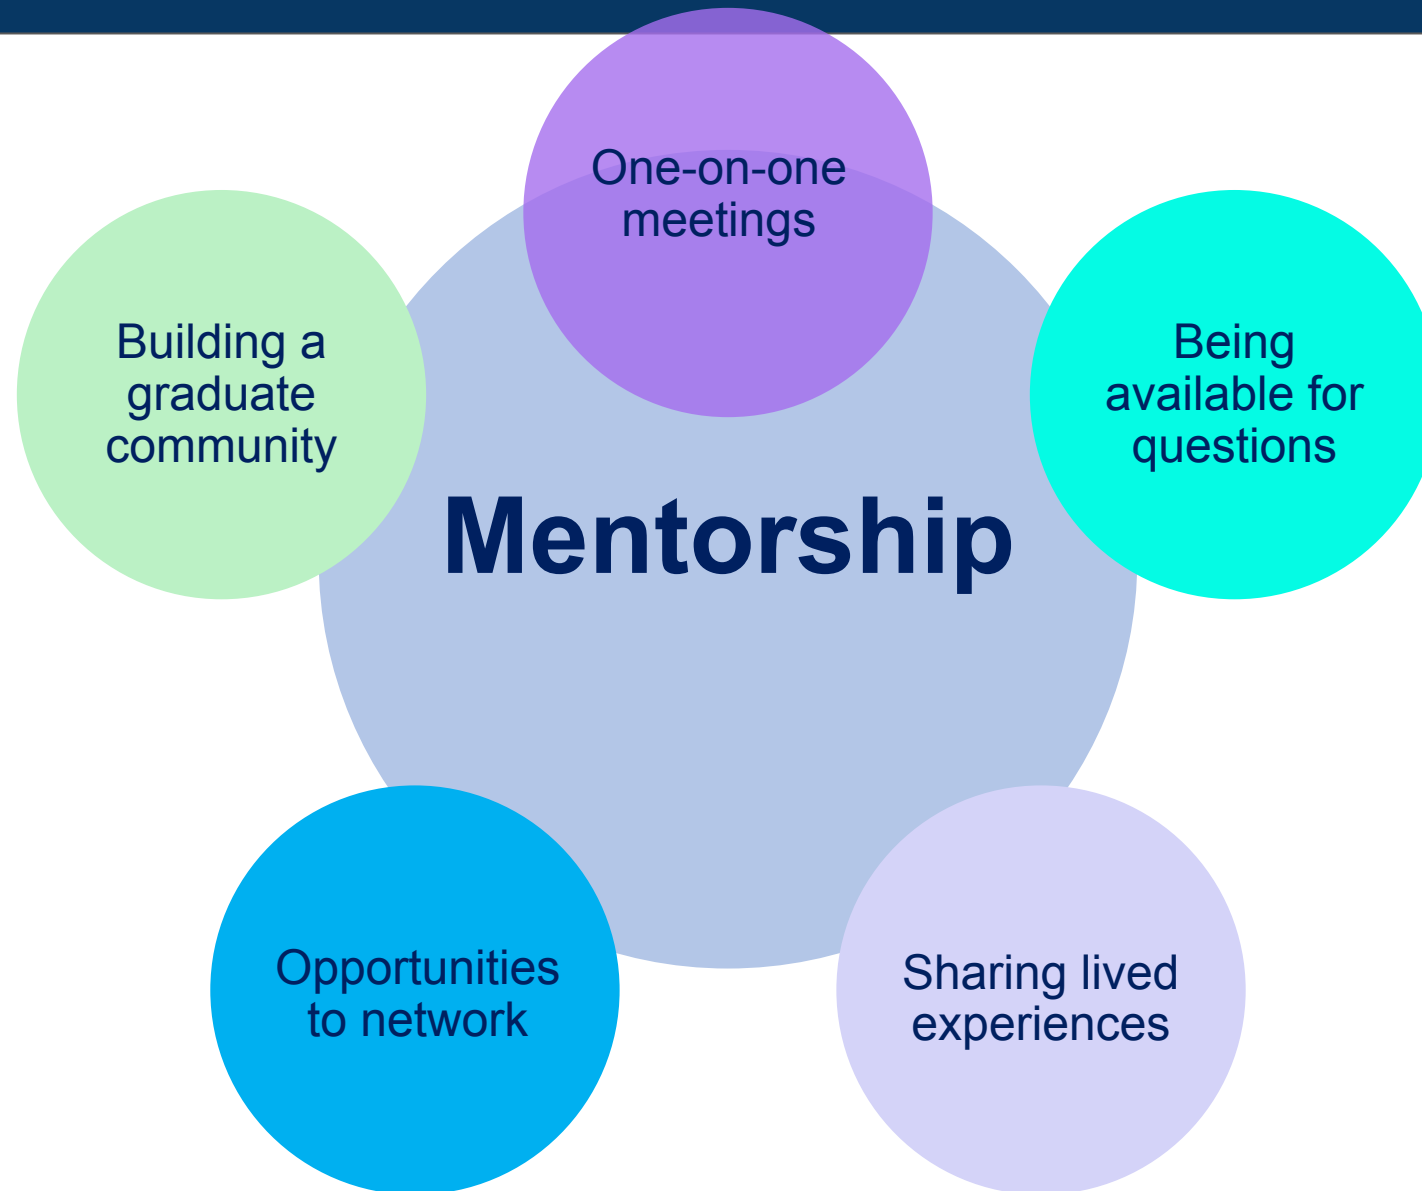 One-on-one
meetings
Building a
graduate
community
Being
available for
questions
Mentorship
Opportunities
to network
Sharing lived
experiences